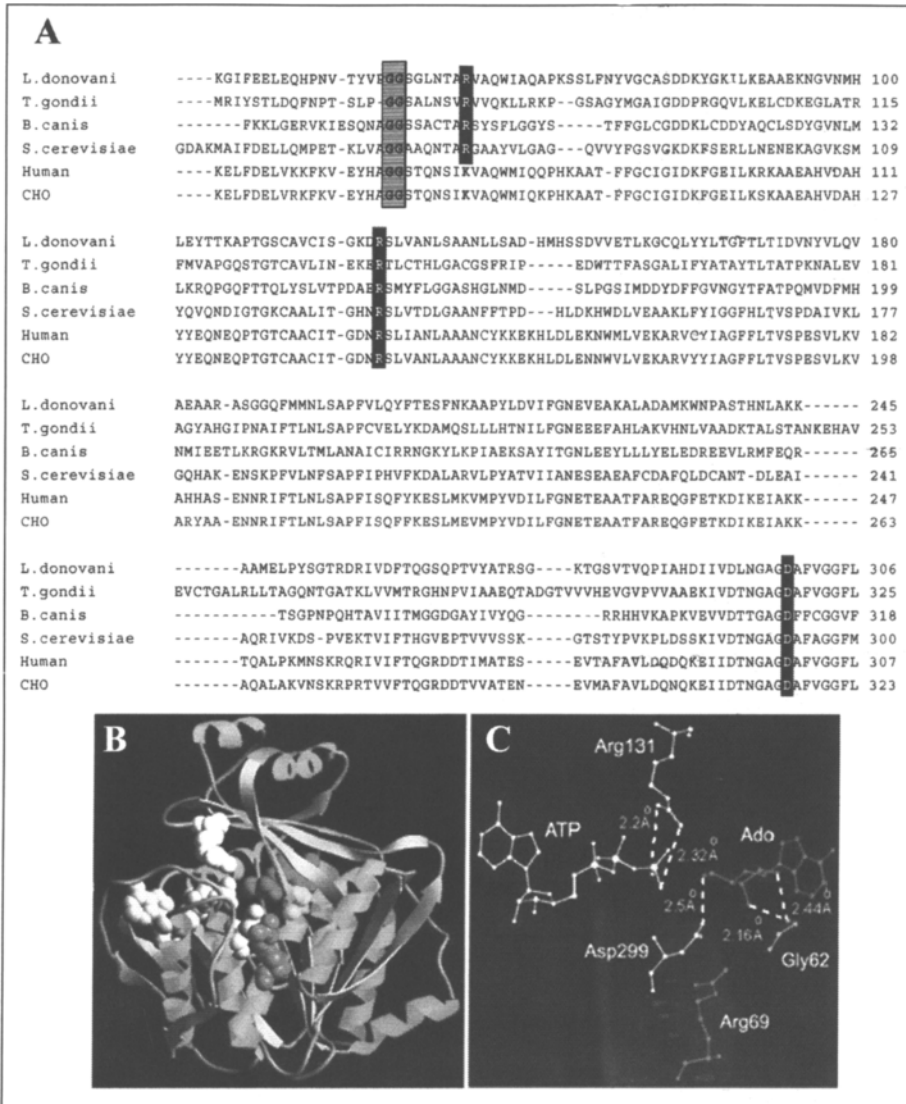 A
L.donovani ----KGIFEELEQHPNV-TYVPGGSGLNTARVAQWIAQAPKSSLFNYVGCASDDKYGKILKEAAEKNGVNMH 100
T.gondii ----MRIYSTLDQFNPT-SLP-GGSALNSVRVVQKLLRKP--GSAGYMGAIGDDPRGQVLKELCDKEGLATR 115
B.canis ------FKKLGERVKIESQNAGGSSACTARSYSFLGGYS-----TFFGLCGDDKLCDDYAQCLSDYGVNLM 132
S.cerevisiae GDAKMAIFDELLQMPET-KLVAGGAAQNTARGAAYVLGAG--QVVYFGSVGKDKFSERLLNENEKAGVKSM 109
Human ----KELFDELVKKFKV-EYHAGGSTQNSIKVAQWMIQQPHKAAT-FFGCIGIDKFGEILKRKAAEAHVDAH 111
CHO ----KELFDELVRKFKV-EYHAGGSTQNSIKVAQWMIQKPHKAAT-FFGCIGIDKFGEILKSKAAEAHVDAH 127
L.donovani LEYTTKAPTGSCAVCIS-GKDRSLVANLSAANLLSAD-HMHSSDVVETLKGCQLYYLTGFTLTIDVNYVLQV 180
T.gondii FMVAPGQSTGTCAVLIN-EKERTLCTHLGACGSFRIP-----EDWTTFASGALIFYATAYTLTATPKNALEV 181
B.canis LKRQPGQFTTQLYSLVTPDAERSMYFLGGASHGLNMD-----SLPGSIMDDYDFFGVNGYTFATPQMVDFMH 199
S.cerevisiae YQVQNDIGTGKCAALIT-GHNRSLVTDLGAANFFTPD--HLDKHWDLVEAAKLFYIGGFHLTVSPDAIVKL 177
Human YYEQNEQPTGTCAACIT-GDNRSLIANLAAANCYKKEKHLDLEKNWMLVEKARVCYIAGFFLTVSPESVLKV 182
CHO YYEQNEQPTGTCAACIT-GDNRSLVANLAAANCYKKEKHLDLENNWVLVEKARVYYIAGFFLTVSPESVLKV 198
L.donovani AEAAR-ASGGQFMMNLSAPFVLQYFTESFNKAAPYLDVIFGNEVEAKALADAMKWNPASTHNLAKK------ 245
T.gondii AGYAHGIPNAIFTLNLSAPFCVELYKDAMQSLLLHTNILFGNEEEFAHLAKVHNLVAADKTALSTANKEHAV 253
B.canis NMIEETLKRGKRVLTMLANAICIRRNGKYLKPIAEKSAYITGNLEEYLLLYELEDREEVLRMFEQR------ 265
S.cerevisiae GQHAK-ENSKPFVLNFSAPFIPHVFKDALARVLPYATVIIANESEAEAFCDAFQLDCANT-DLEAI------ 241
Human AHHAS-ENNRIFTLNLSAPFISQFYKESLMKVMPYVDILFGNETEAATFAREQGFETKDIKEIAKK------ 247
CHO ARYAA-ENNRIFTLNLSAPFISQFFKESLMEVMPYVDILFGNETEAATFAREQGFETKDIKEIAKK------ 263
L.donovani ------AAMELPYSGTRDRIVDFTQGSQPTVYATRSG----KTGSVTVQPIAHDIIVDLNGAGDAFVGGFL 306
T.gondii EVCTGALRLLTAGQNTGATKLVVMTRGHNPVIAAEQTADGTVVVHEVGVPVVAAEKIVDTNGAGDAFVGGFL 325
B.canis ----------TSGPNPQHTAVIITMGGDGAYIVYQG---------RRHHVKAPKVEVVDTTGAGDFFCGGVF 318
S.cerevisiae ------AQRIVKDS-PVEKTVIFTHGVEPTVVVSSK----GTSTYPVKPLDSSKIVDTNGAGDAFAGGFM 300
Human ------TQALPKMNSKRQRIVIFTQGRDDTIMATES-----EVTAFAVLDQDQKEIIDTNGAGDAFVGGFL 307
CHO ------AQALAKVNSKRPRTVVFTQGRDDTVVATEN-----EVMAFAVLDQNQKEIIDTNGAGDAFVGGFL 323
B
C
Arg131
ATP
2.2Å
Ado
2.32Å
2.5Å
2.44Å
2.16Å
Asp299
Gly62
Arg69